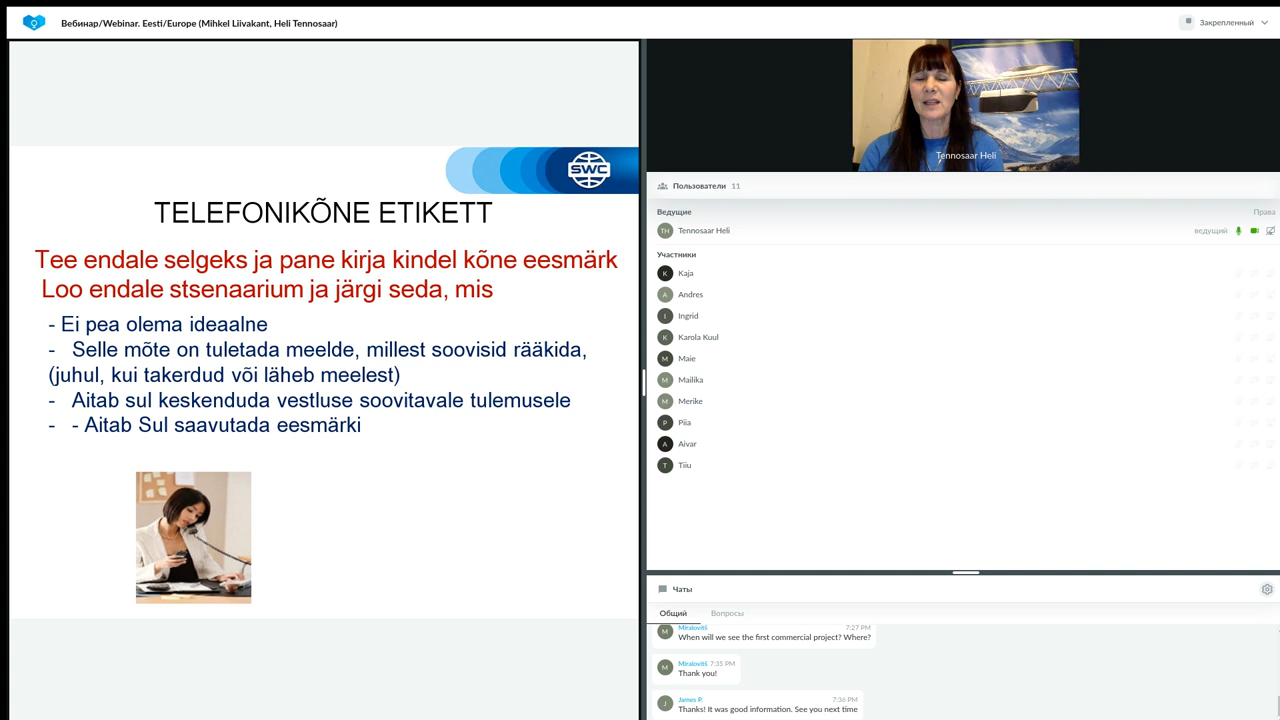 Вебинар/Webinar. Eesti/Europe (Mihkel Liivakant, Heli Tennosaar)
Закрепленный
SWC
TELEFONIKÕNE ETIKETT
Tee endale selgeks ja pane kirja kindel kõne eesmärk
Loo endale stsenaarium ja järgi seda, mis
- Ei pea olema ideaalne
- Selle mõte on tuletada meelde, millest soovisid rääkida,
(juhul, kui takerdud või läheb meelest)
- Aitab sul keskenduda vestluse soovitavale tulemusele
- - Aitab Sul saavutada eesmärki
Tennosaar Heli
Пользователи 11
Ведущие Права
TH Tennosaar Heli ведущий
Участники
K Kaja
A Andres
I Ingrid
K Karola Kuul
M Maie
M Mailika
M Merike
P Piia
A Aivar
T Tiiu
Чаты
Общий Вопросы
M Miralovitš 7:27 PM
When will we see the first commercial project? Where?
M Miralovitš 7:35 PM
Thank you!
J James P. 7:36 PM
Thanks! It was good information. See you next time